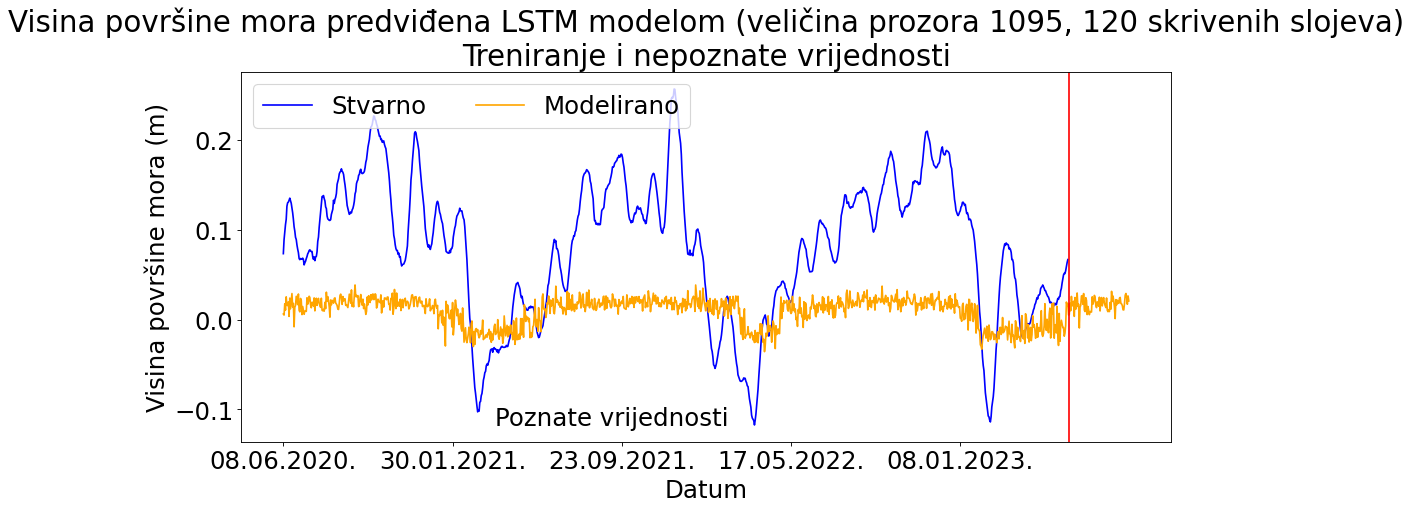 Visina površine mora predviđena LSTM modelom (veličina prozora 1095, 120 skrivenih slojeva)
Treniranje i nepoznate vrijednosti
Stvarno Modelirano
Visina površine mora (m)
0.2
0.1
0.0
−0.1
Poznate vrijednosti
08.06.2020. 30.01.2021. 23.09.2021. 17.05.2022. 08.01.2023.
Datum